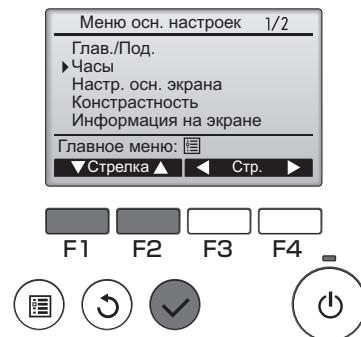 Меню осн. настроек 1/2
Глав./Под.
Часы
Настр. осн. экрана
Констрастность
Информация на экране
Главное меню:
▼Стрелка▲ ◀ Стр. ▶
F1 F2 F3 F4